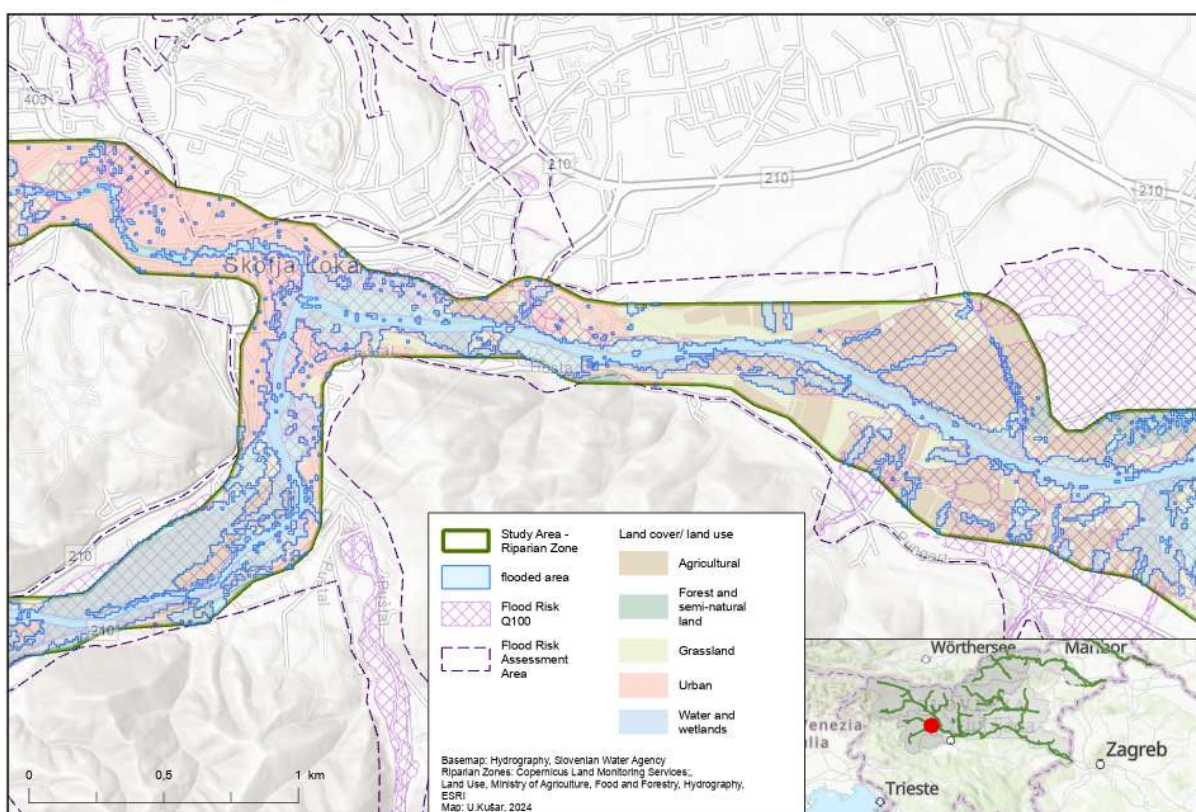 403
210
210
210
Škofja Loka
210
210
Puštal
Puštal
Study Area -
Riparian Zone
flooded area
Flood Risk
Q100
Flood Risk
Assessment
Area
Land cover/ land use
Agricultural
Forest and
semi-natural
land
Grassland
Urban
Water and
wetlands
Basemap: Hydrography, Slovenian Water Agency
Riparian Zones: Copernicus Land Monitoring Services;,
Land Use, Ministry of Agriculture, Food and Forestry, Hydrography,
ESRI
Map: U.Kušar, 2024
0
0,5
1 km
Wörthersee
Maribor
Zagreb
Trieste